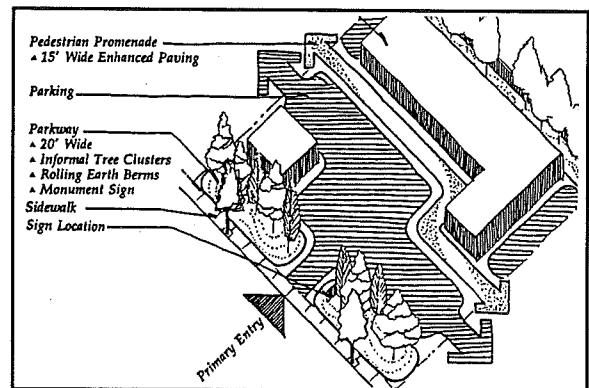 Pedestrian Promenade
▲ 15' Wide Enhanced Paving
Parking
Parkway
▲ 20' Wide
▲ Informal Tree Clusters
▲ Rolling Earth Berms
▲ Monument Sign
Sidewalk
Sign Location
Primary Entry